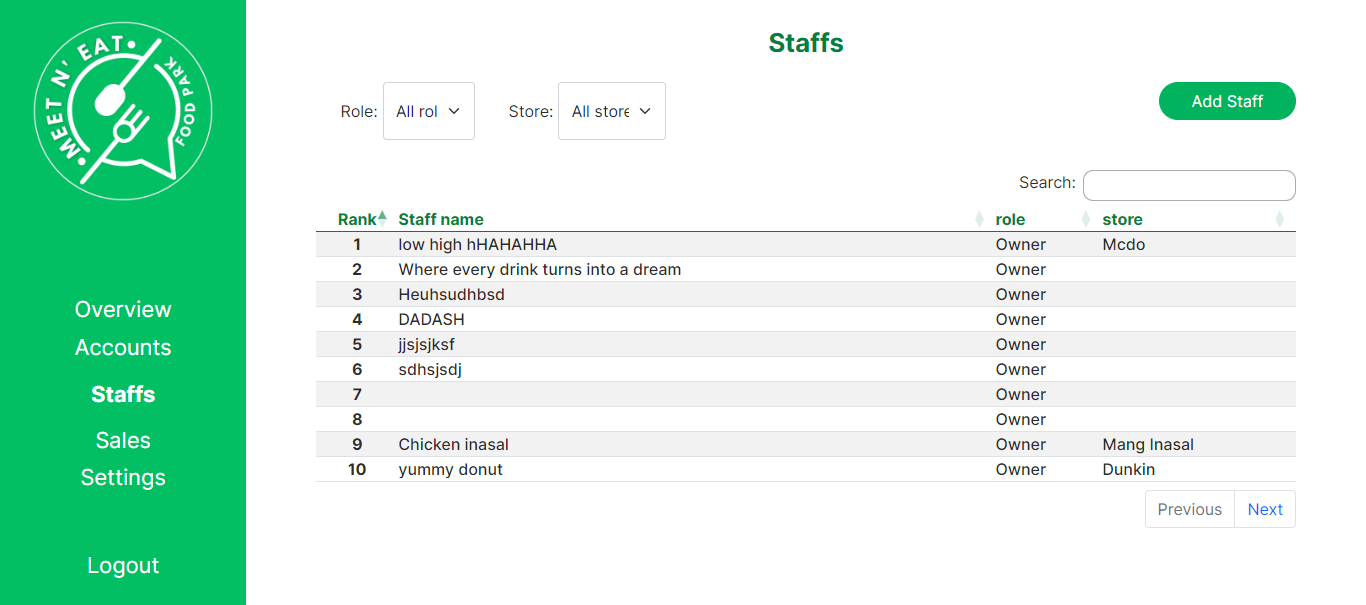 MEET N' EAT
FOOD PARK
Overview
Accounts
Staffs
Sales
Settings
Logout
Staffs
Role: All rol
Store: All store
Add Staff
Search:
Rank Staff name role store
1 low high hHAHAHHA Owner Mcdo
2 Where every drink turns into a dream Owner
3 Heuhsudhbsd Owner
4 DADASH Owner
5 jjsjsjksf Owner
6 sdhsjsdj Owner
7 Owner
8 Owner
9 Chicken inasal Owner Mang Inasal
10 yummy donut Owner Dunkin
Previous Next